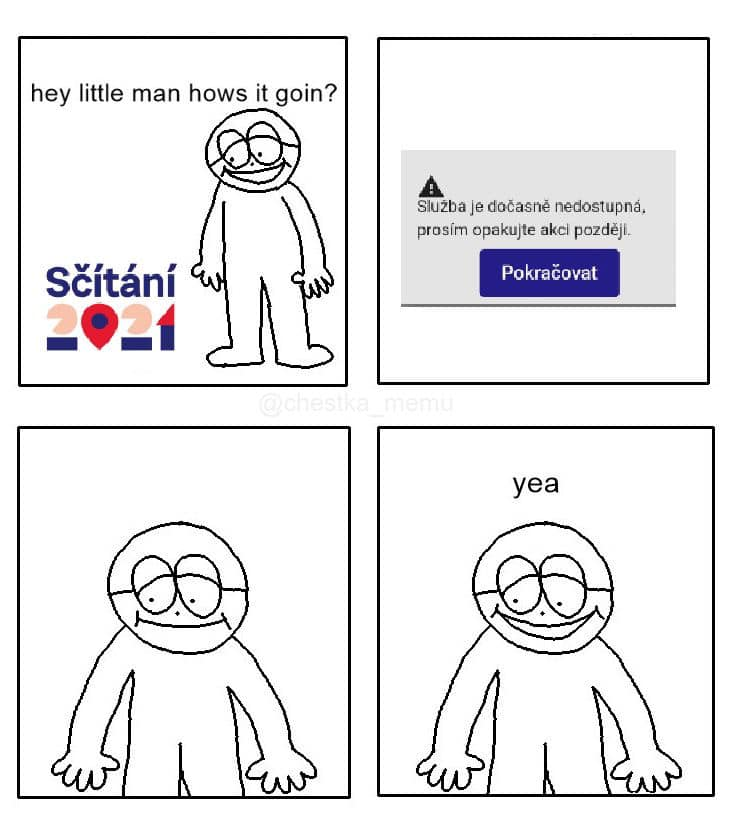 hey little man hows it goin?
Sčítání
2021
Služba je dočasně nedostupná,
prosím opakujte akci později.
Pokračovat
@chestka_memu
yea